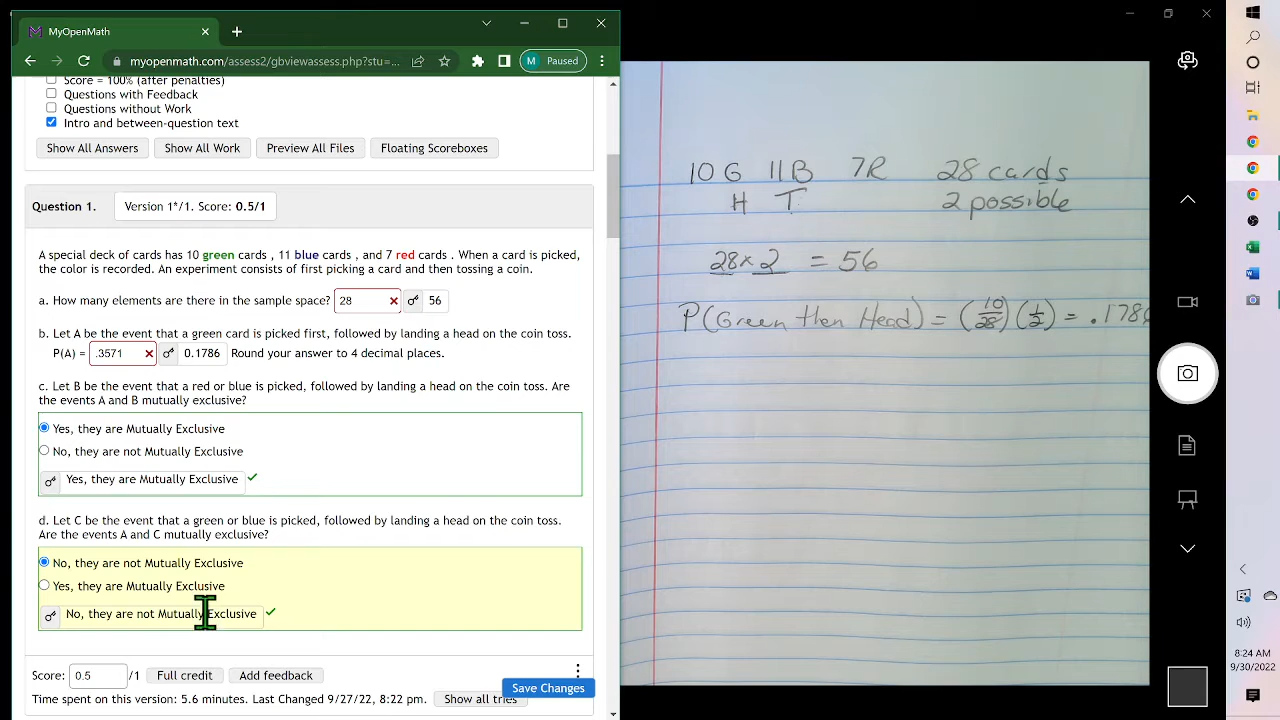 MyOpenMath
myopenmath.com/assess2/gbviewassess.php?stu=...
M Paused
Score = 100% (after penalties)
Questions with Feedback
Questions without Work
Intro and between-question text
Show All Answers Show All Work Preview All Files Floating Scoreboxes
Question 1. Version 1*/1. Score: 0.5/1
A special deck of cards has 10 green cards , 11 blue cards , and 7 red cards . When a card is picked,
the color is recorded. An experiment consists of first picking a card and then tossing a coin.
a. How many elements are there in the sample space? 28 56
b. Let A be the event that a green card is picked first, followed by landing a head on the coin toss.
P(A) = .3571 0.1786 Round your answer to 4 decimal places.
c. Let B be the event that a red or blue is picked, followed by landing a head on the coin toss. Are
the events A and B mutually exclusive?
Yes, they are Mutually Exclusive
No, they are not Mutually Exclusive
Yes, they are Mutually Exclusive
d. Let C be the event that a green or blue is picked, followed by landing a head on the coin toss.
Are the events A and C mutually exclusive?
No, they are not Mutually Exclusive
Yes, they are Mutually Exclusive
No, they are not Mutually Exclusive
Score: 0.5 /1 Full credit Add feedback
Save Changes
Time spent on this version: 5.6 minutes. Last Changed 9/27/22, 8:22 pm. Show all tries
10 G 11 B 7R 28 cards
H T 2 possible
28 × 2 = 56
P(Green then Head) = (10/28)(1/2) = .178
8:24 AM
9/30/2022